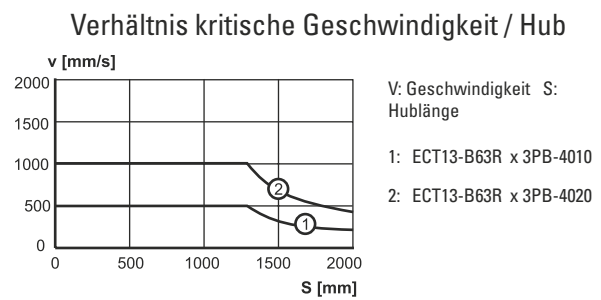 Verhältnis kritische Geschwindigkeit / Hub
v [mm/s]
2000
1500
1000
500
0
2
1
0 500 1000 1500 2000
S [mm]
V: Geschwindigkeit S:
Hublänge
1: ECT13-B63R x 3PB-4010
2: ECT13-B63R x 3PB-4020